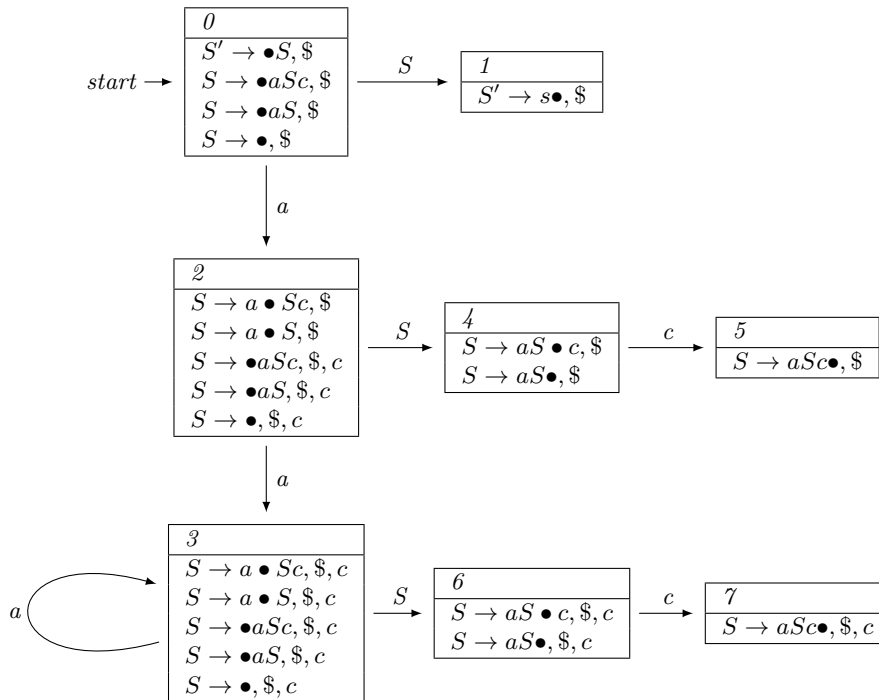 0
S′ → •S, $
S → •aSc, $
S → •aS, $
S → •, $
start
S
1
S′ → s•, $
a
2
S → a • Sc, $
S → a • S, $
S → •aSc, $, c
S → •aS, $, c
S → •, $, c
S
4
S → aS • c, $
S → aS•, $
c
5
S → aSc•, $
a
3
S → a • Sc, $, c
S → a • S, $, c
S → •aSc, $, c
S → •aS, $, c
S → •, $, c
a
S
6
S → aS • c, $, c
S → aS•, $, c
c
7
S → aSc•, $, c